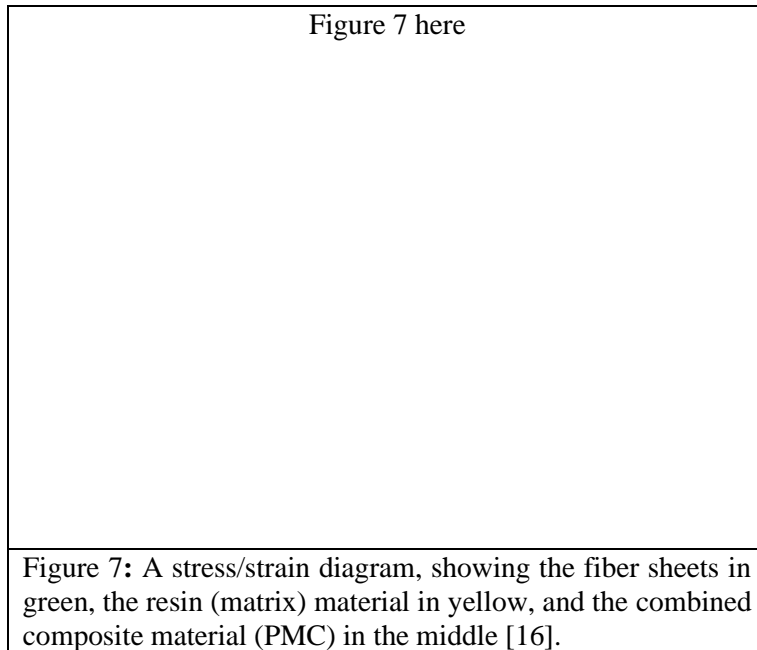 Figure 7 here
Figure 7: A stress/strain diagram, showing the fiber sheets in
green, the resin (matrix) material in yellow, and the combined
composite material (PMC) in the middle [16].